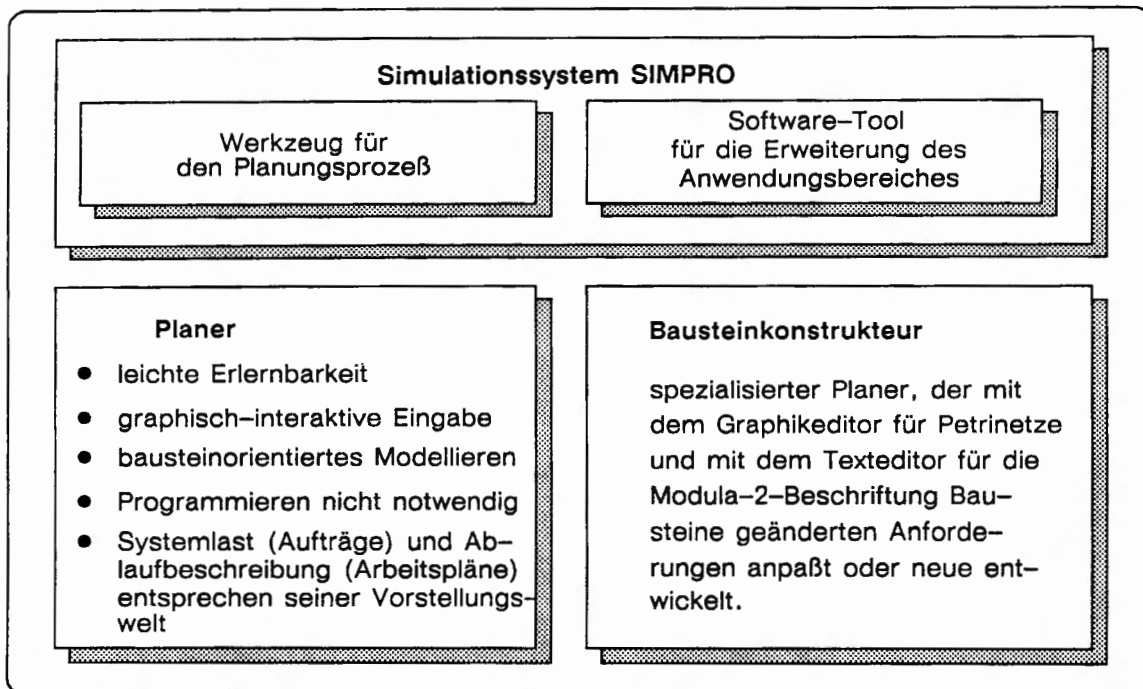 Simulationssystem SIMPRO
Werkzeug für
den Planungsprozeß
Software–Tool
für die Erweiterung des
Anwendungsbereiches
Planer
● leichte Erlernbarkeit
● graphisch–interaktive Eingabe
● bausteinorientiertes Modellieren
● Programmieren nicht notwendig
● Systemlast (Aufträge) und Ab–
laufbeschreibung (Arbeitspläne)
entsprechen seiner Vorstellungs–
welt
Bausteinkonstrukteur
spezialisierter Planer, der mit
dem Graphikeditor für Petrinetze
und mit dem Texteditor für die
Modula–2–Beschriftung Bau–
steine geänderten Anforde–
rungen anpaßt oder neue ent–
wickelt.